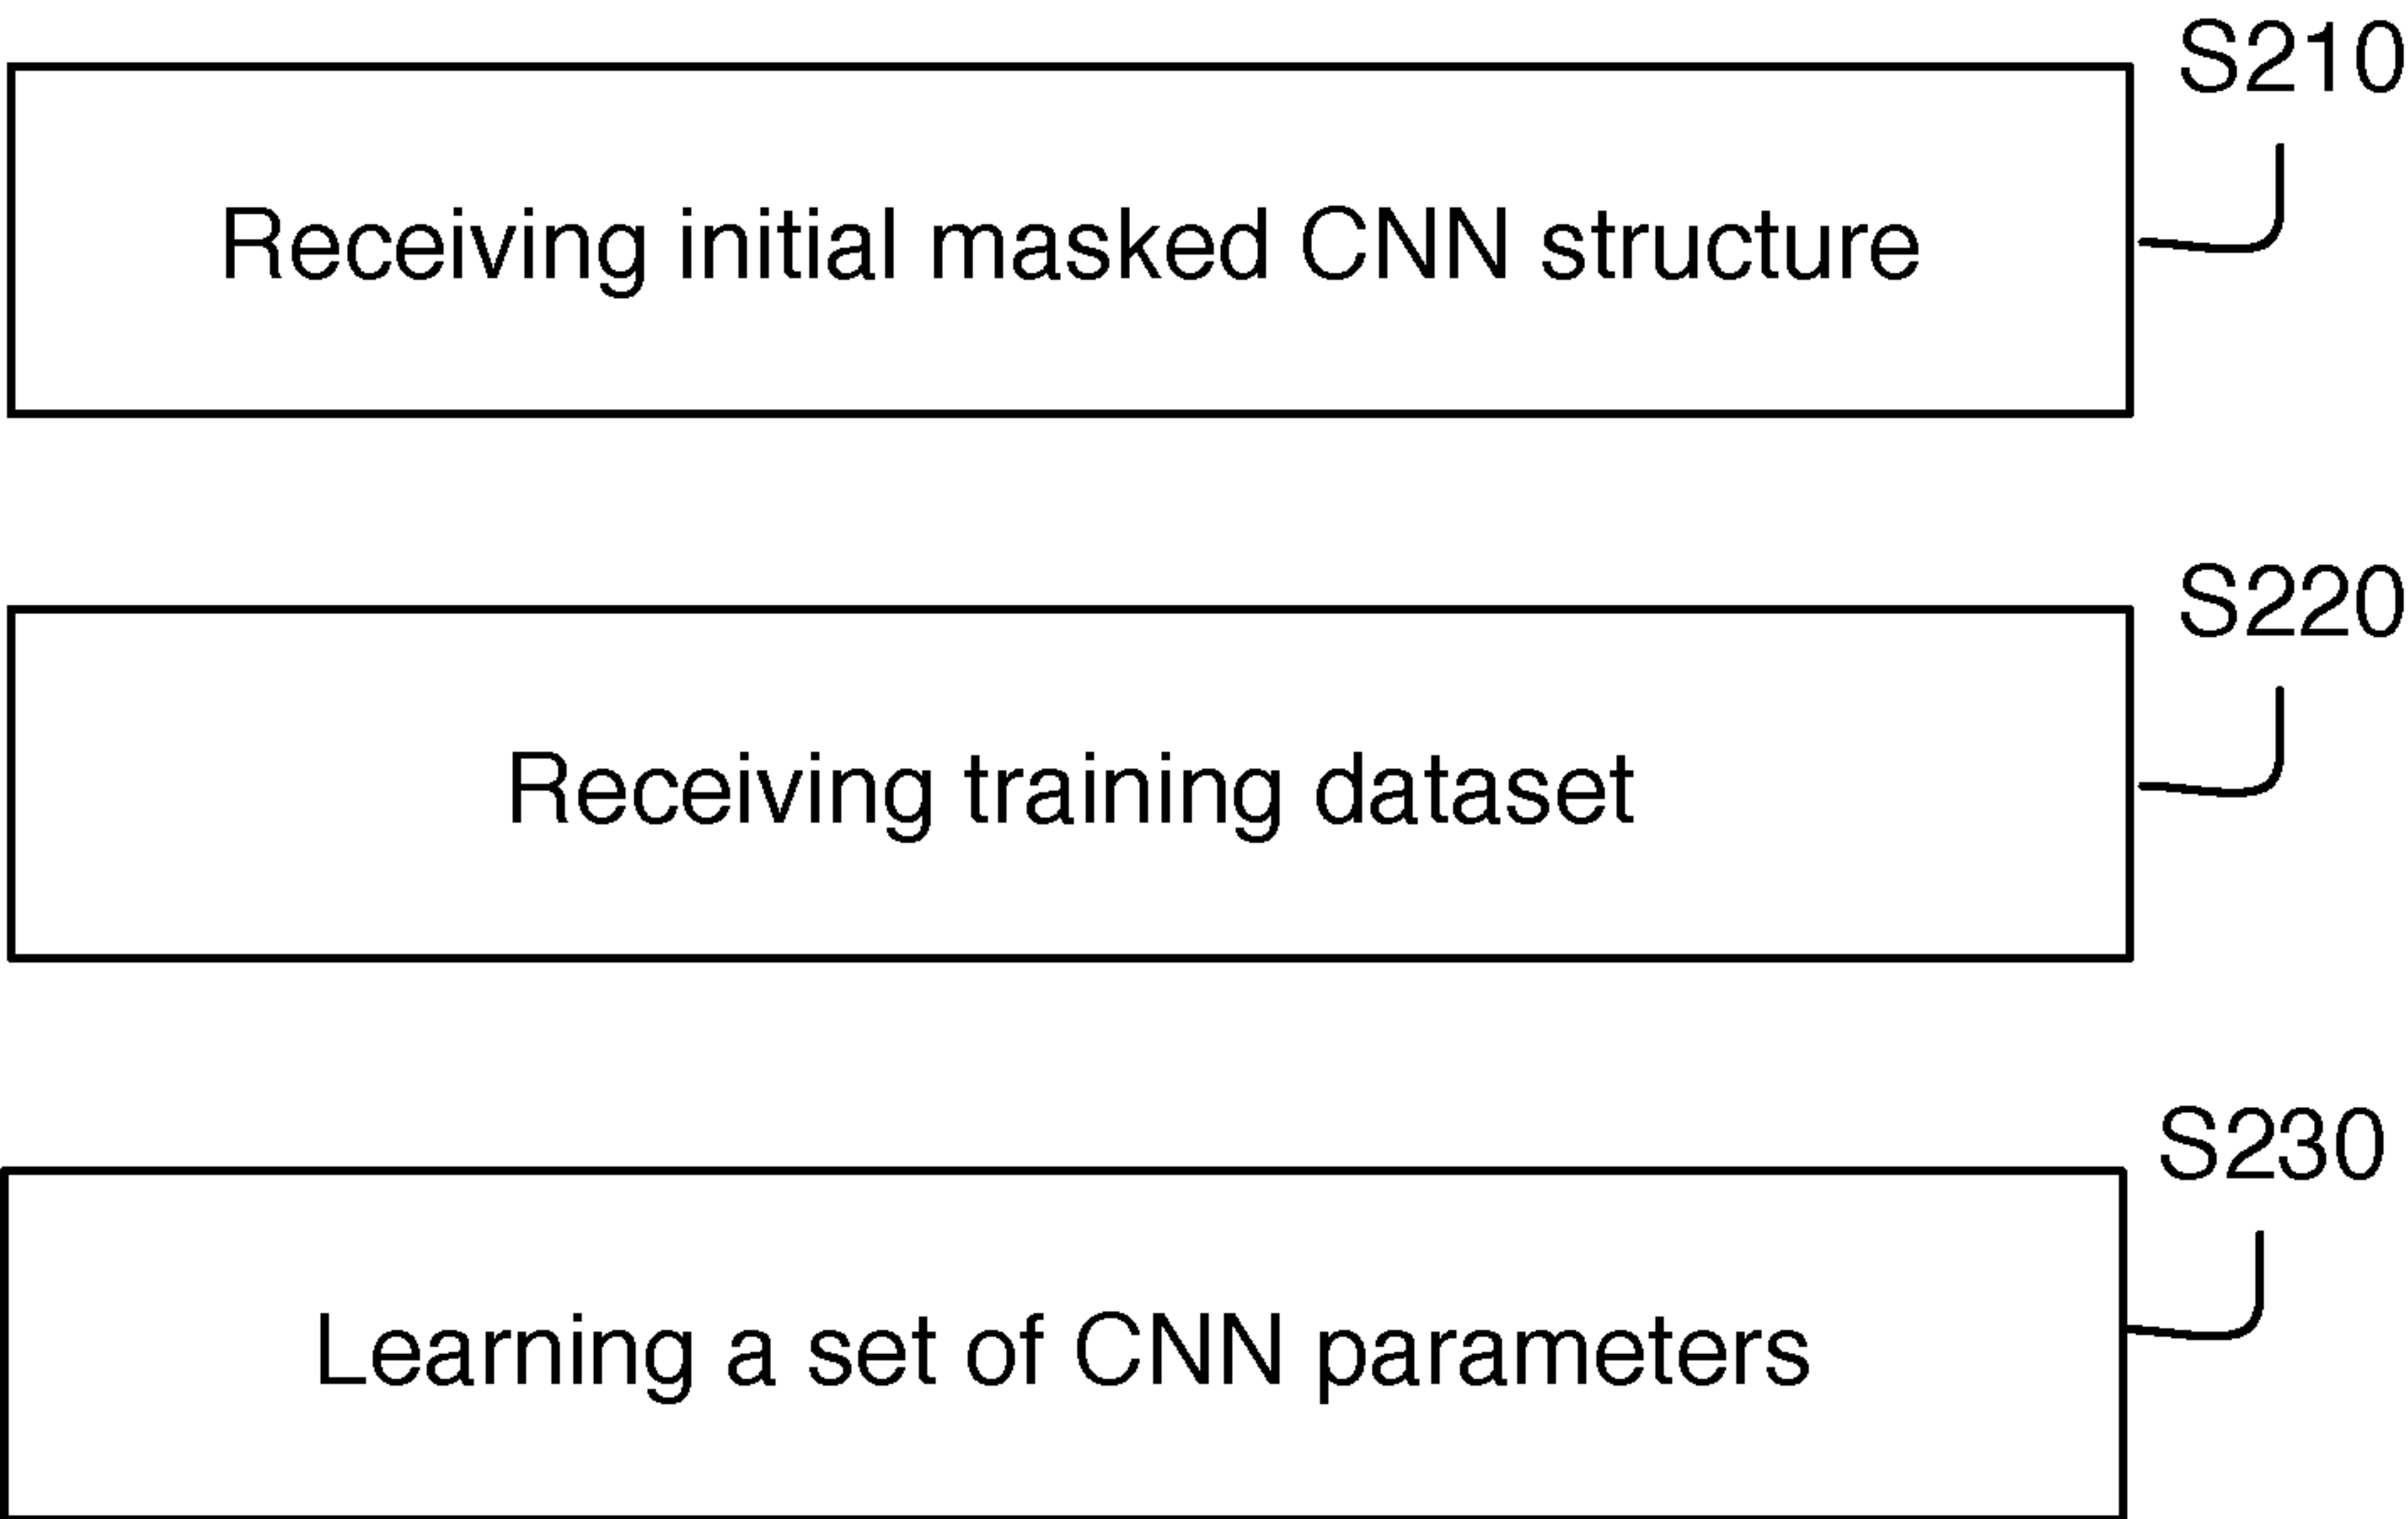 S210
Receiving initial masked CNN structure
S220
Receiving training dataset
S230
Learning a set of CNN parameters